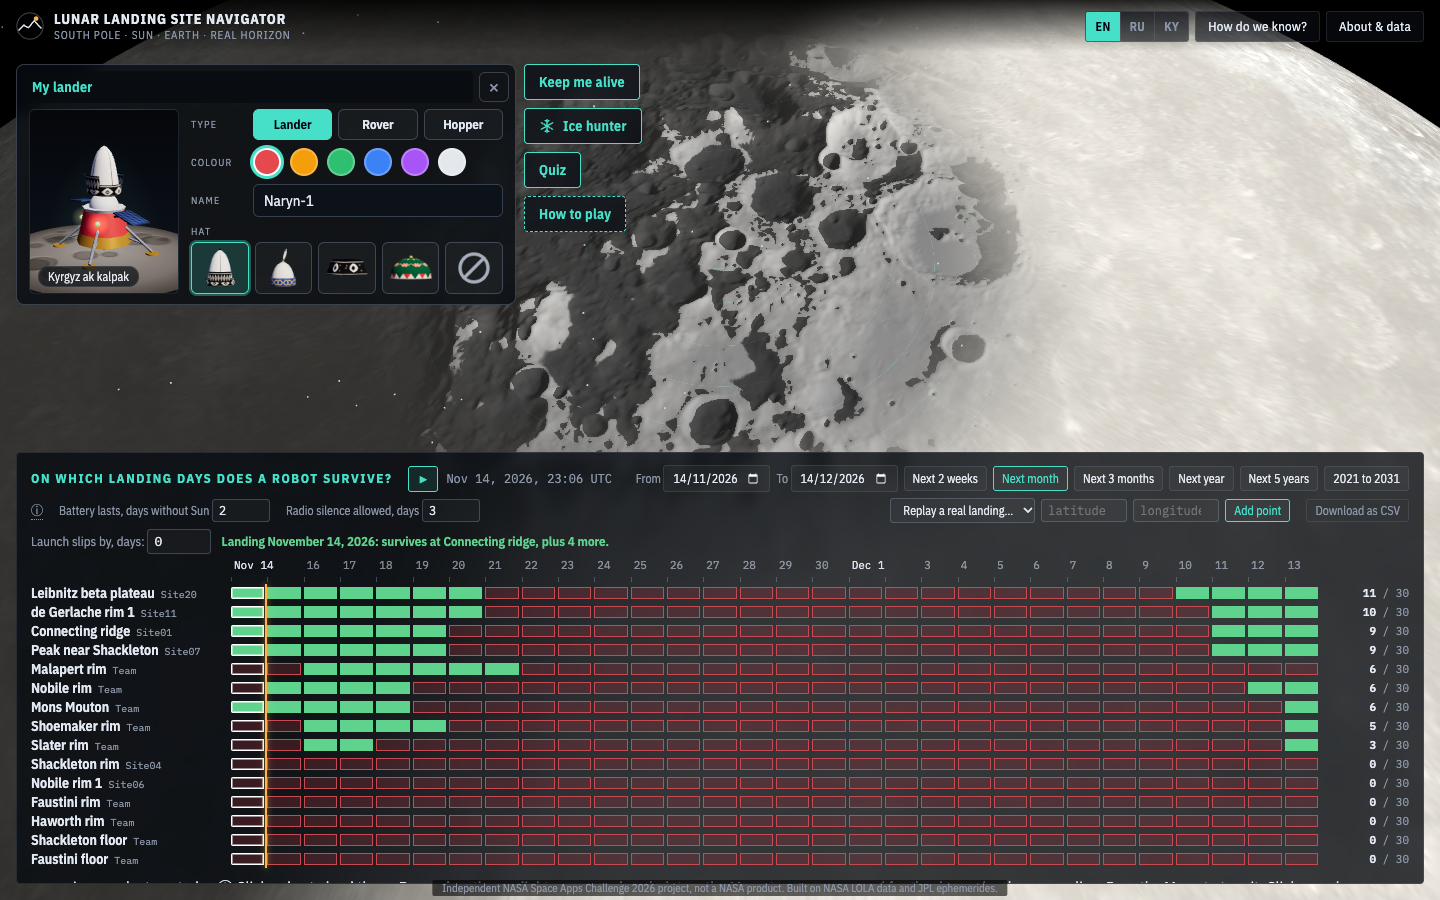 LUNAR LANDING SITE NAVIGATOR
SOUTH POLE · SUN · EARTH · REAL HORIZON
EN RU KY How do we know? About & data
My lander
TYPE Lander Rover Hopper
COLOUR
NAME Naryn-1
HAT
Kyrgyz ak kalpak
Keep me alive
Ice hunter
Quiz
How to play
ON WHICH LANDING DAYS DOES A ROBOT SURVIVE? Nov 14, 2026, 23:06 UTC From 14/11/2026 To 14/12/2026 Next 2 weeks Next month Next 3 months Next year Next 5 years 2021 to 2031
Battery lasts, days without Sun 2 Radio silence allowed, days 3 Replay a real landing... latitude longitude Add point Download as CSV
Launch slips by, days: 0 Landing November 14, 2026: survives at Connecting ridge, plus 4 more.
Nov 14 16 17 18 19 20 21 22 23 24 25 26 27 28 29 30 Dec 1 3 4 5 6 7 8 9 10 11 12 13
Leibnitz beta plateau Site20 11 / 30
de Gerlache rim 1 Site11 10 / 30
Connecting ridge Site01 9 / 30
Peak near Shackleton Site07 9 / 30
Malapert rim Team 6 / 30
Nobile rim Team 6 / 30
Mons Mouton Team 6 / 30
Shoemaker rim Team 5 / 30
Slater rim Team 3 / 30
Shackleton rim Site04 0 / 30
Nobile rim 1 Site06 0 / 30
Faustini rim Team 0 / 30
Haworth rim Team 0 / 30
Shackleton floor Team 0 / 30
Faustini floor Team 0 / 30
Independent NASA Space Apps Challenge 2026 project, not a NASA product. Built on NASA LOLA data and JPL ephemerides.